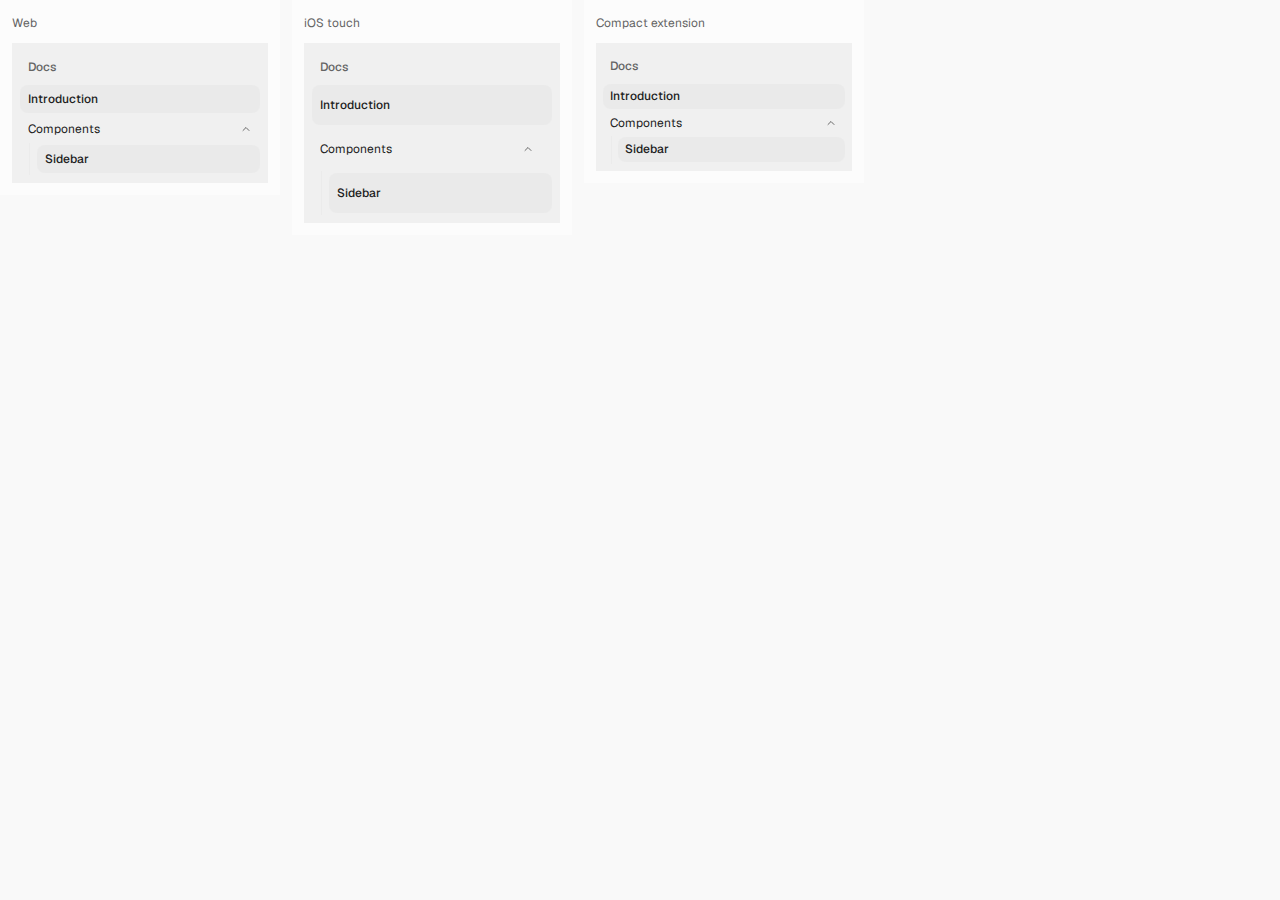 Web
Docs
Introduction
Components
Sidebar
iOS touch
Docs
Introduction
Components
Sidebar
Compact extension
Docs
Introduction
Components
Sidebar